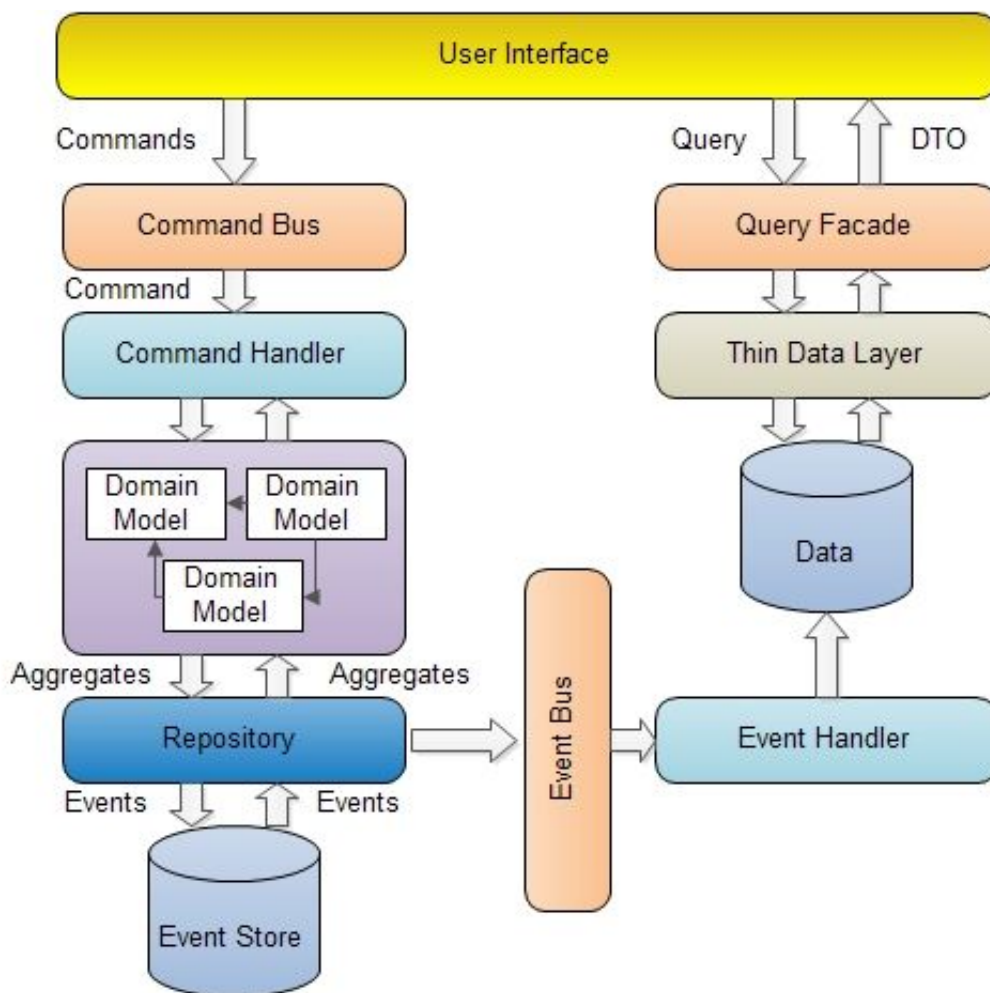 User Interface
Commands
Query
DTO
Command Bus
Query Facade
Command
Command Handler
Thin Data Layer
Domain
Model
Domain
Model
Domain
Model
Data
Aggregates
Aggregates
Repository
Event Bus
Event Handler
Events
Events
Event Store